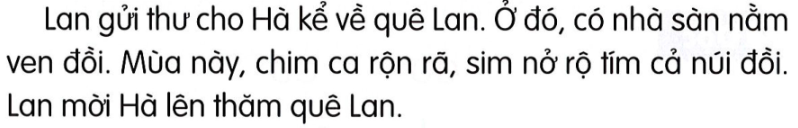 Lan gửi thư cho Hà kể về quê Lan. Ở đó, có nhà sàn nằm
ven đồi. Mùa này, chim ca rộn rã, sim nở rộ tím cả núi đồi.
Lan mời Hà lên thăm quê Lan.